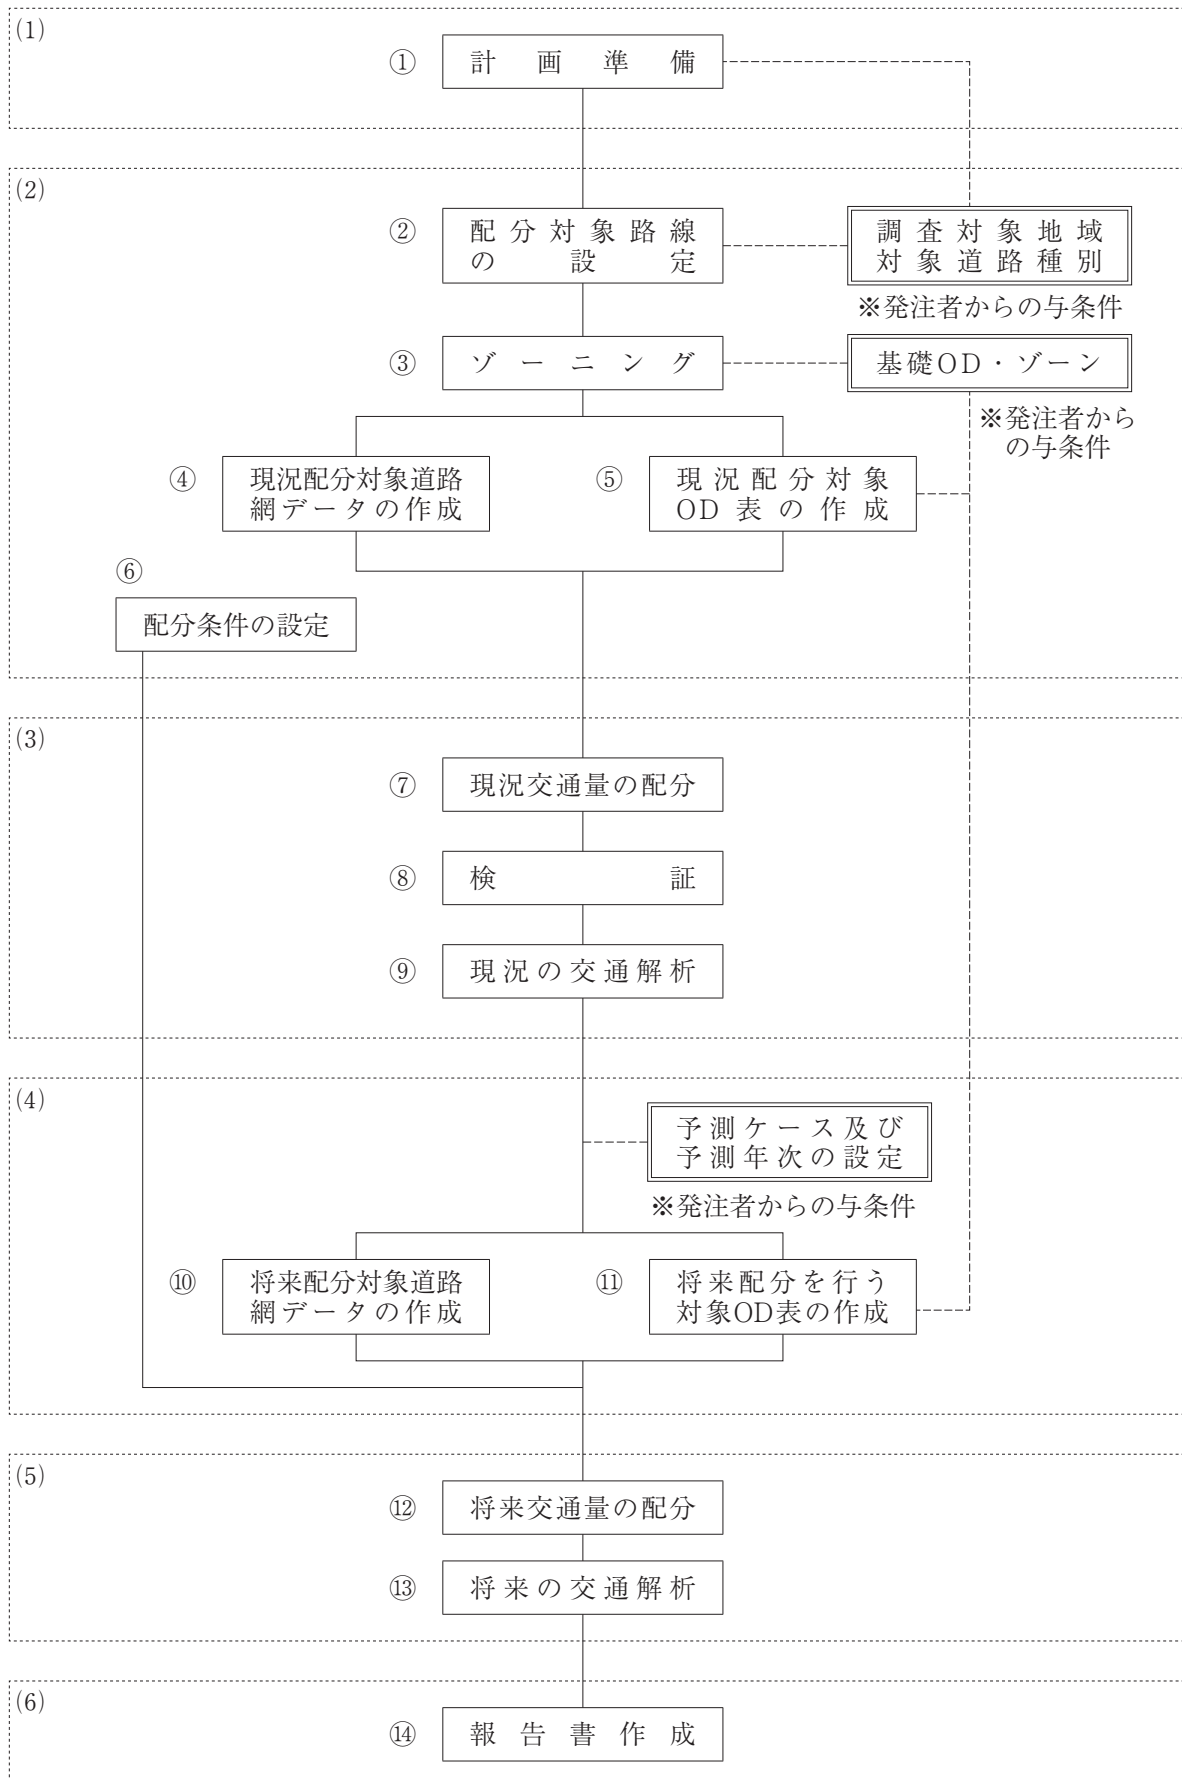 (1)
① 計画準備
(2)
② 配分対象路線
の設定
調査対象地域
対象道路種別
※発注者からの与条件
③ ゾーニング
基礎OD・ゾーン
※発注者から
の与条件
④ 現況配分対象道路
網データの作成
⑤ 現況配分対象
OD表の作成
⑥
配分条件の設定
(3)
⑦ 現況交通量の配分
⑧ 検証
⑨ 現況の交通解析
(4)
予測ケース及び
予測年次の設定
※発注者からの与条件
⑩ 将来配分対象道路
網データの作成
⑪ 将来配分を行う
対象OD表の作成
(5)
⑫ 将来交通量の配分
⑬ 将来の交通解析
(6)
⑭ 報告書作成